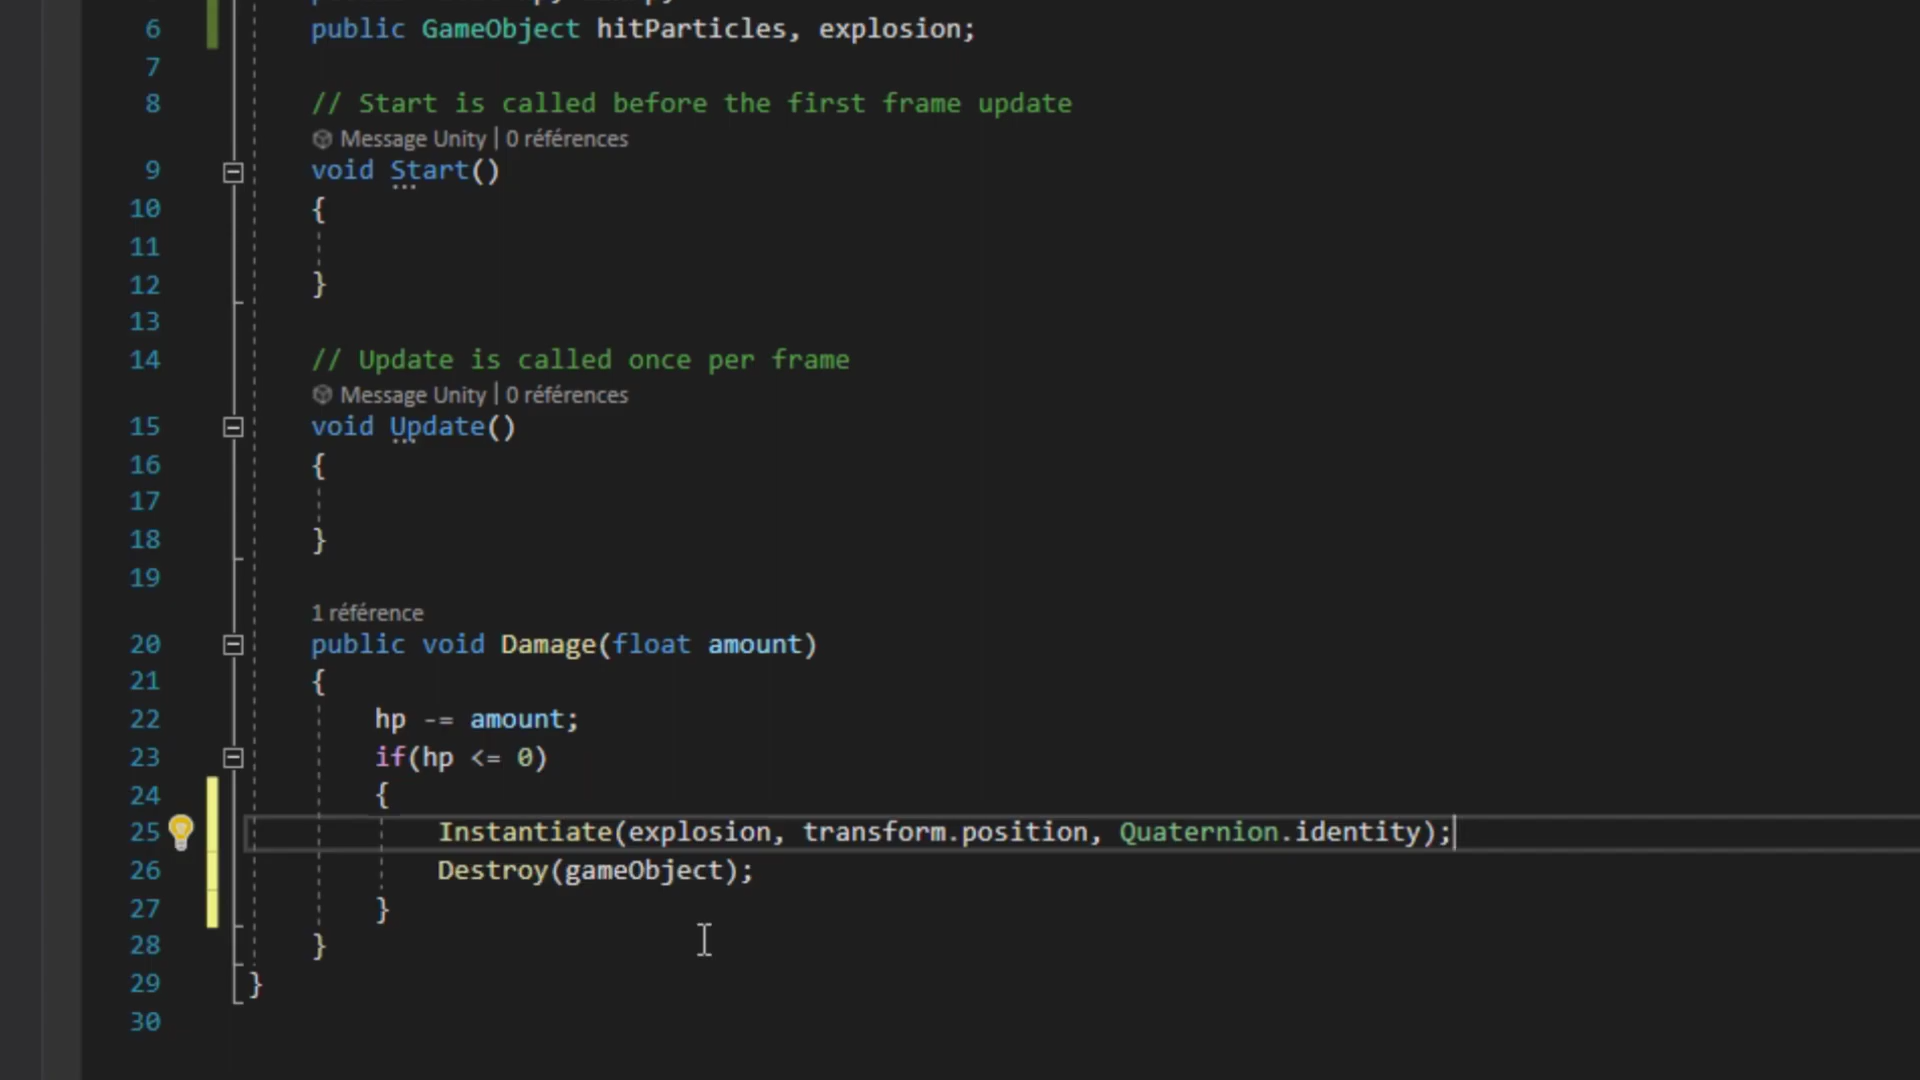 6 public GameObject hitParticles, explosion;
7
8 // Start is called before the first frame update
Message Unity | 0 références
9 void Start()
10 {
11
12 }
13
14 // Update is called once per frame
Message Unity | 0 références
15 void Update()
16 {
17
18 }
19
1 référence
20 public void Damage(float amount)
21 {
22 hp -= amount;
23 if(hp <= 0)
24 {
25 Instantiate(explosion, transform.position, Quaternion.identity);
26 Destroy(gameObject);
27 }
28 }
29 }
30